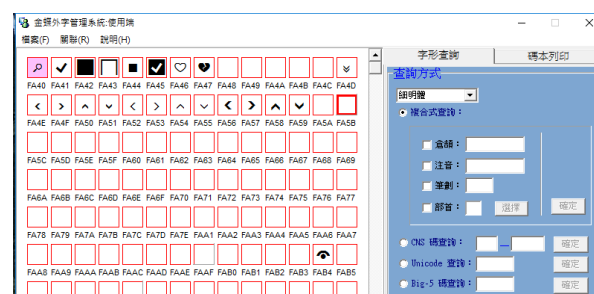 金蝶外字管理系統:使用端
檔案(F) 關聯(R) 說明(H)
FA40 FA41 FA42 FA43 FA44 FA45 FA46 FA47 FA48 FA49 FA4A FA4B FA4C FA4D
FA4E FA4F FA50 FA51 FA52 FA53 FA54 FA55 FA56 FA57 FA58 FA59 FA5A FA5B
FA5C FA5D FA5E FA5F FA60 FA61 FA62 FA63 FA64 FA65 FA66 FA67 FA68 FA69
FA6A FA6B FA6C FA6D FA6E FA6F FA70 FA71 FA72 FA73 FA74 FA75 FA76 FA77
FA78 FA79 FA7A FA7B FA7C FA7D FA7E FAA1 FAA2 FAA3 FAA4 FAA5 FAA6 FAA7
FAA8 FAA9 FAAA FAAB FAAC FAAD FAAE FAAF FAB0 FAB1 FAB2 FAB3 FAB4 FAB5
字形查詢 碼本列印
查詢方式
細明體
複合式查詢：
倉頡：
注音：
筆劃：
部首： 選擇 確定
CNS 碼查詢： — 確定
Unicode 查詢： 確定
Big-5 碼查詢： 確定